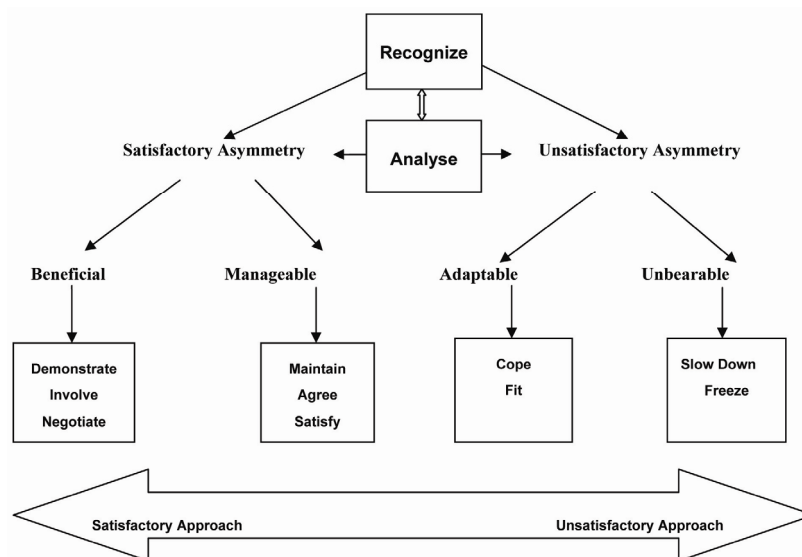 Recognize
Analyse
Satisfactory Asymmetry
Unsatisfactory Asymmetry
Beneficial
Manageable
Adaptable
Unbearable
Demonstrate
Involve
Negotiate
Maintain
Agree
Satisfy
Cope
Fit
Slow Down
Freeze
Satisfactory Approach
Unsatisfactory Approach